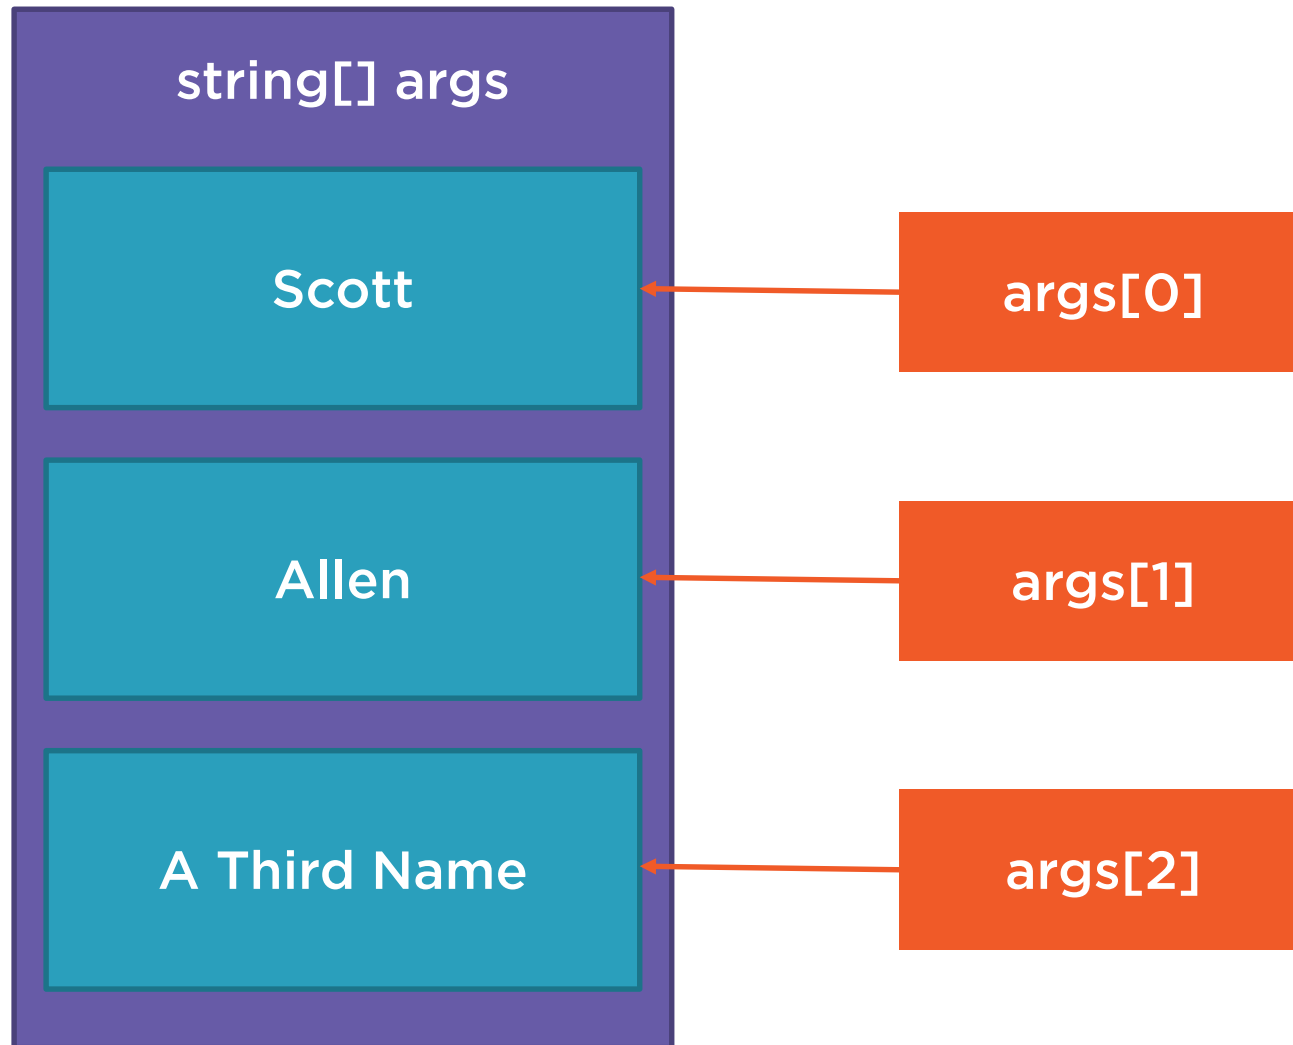 string[] args
Scott
args[0]
Allen
args[1]
A Third Name
args[2]